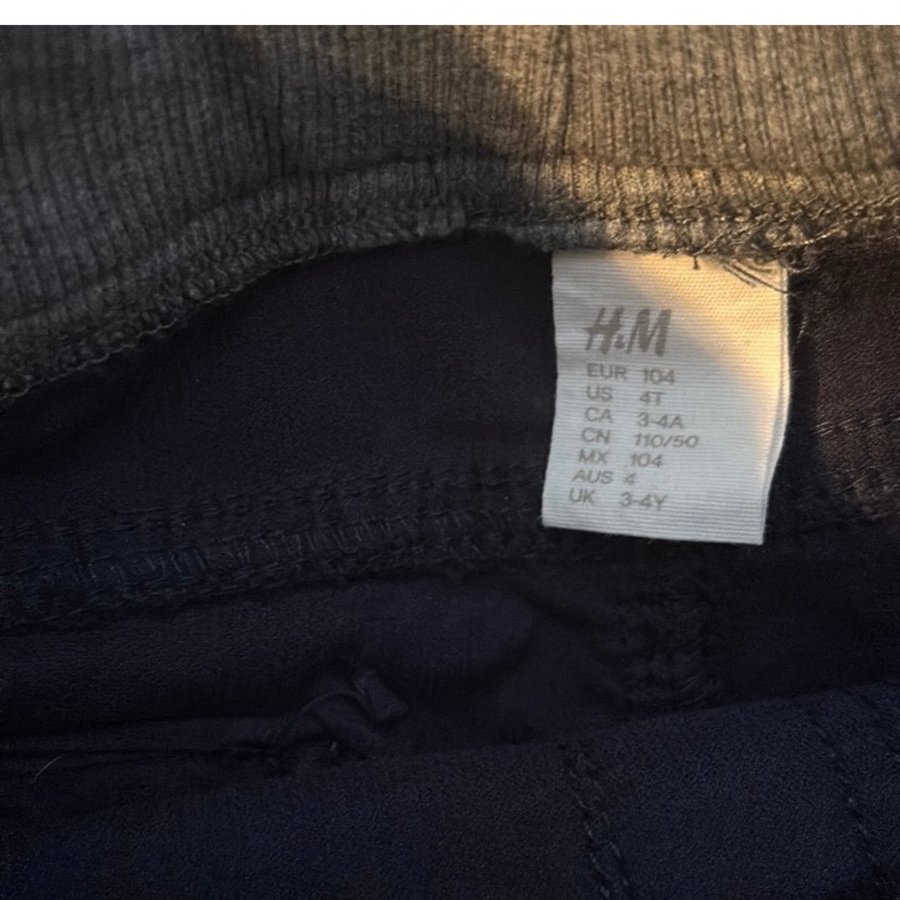 H&M
EUR 104
US 4T
CA 3-4A
CN 110/50
MX 104
AUS 4
UK 3-4Y